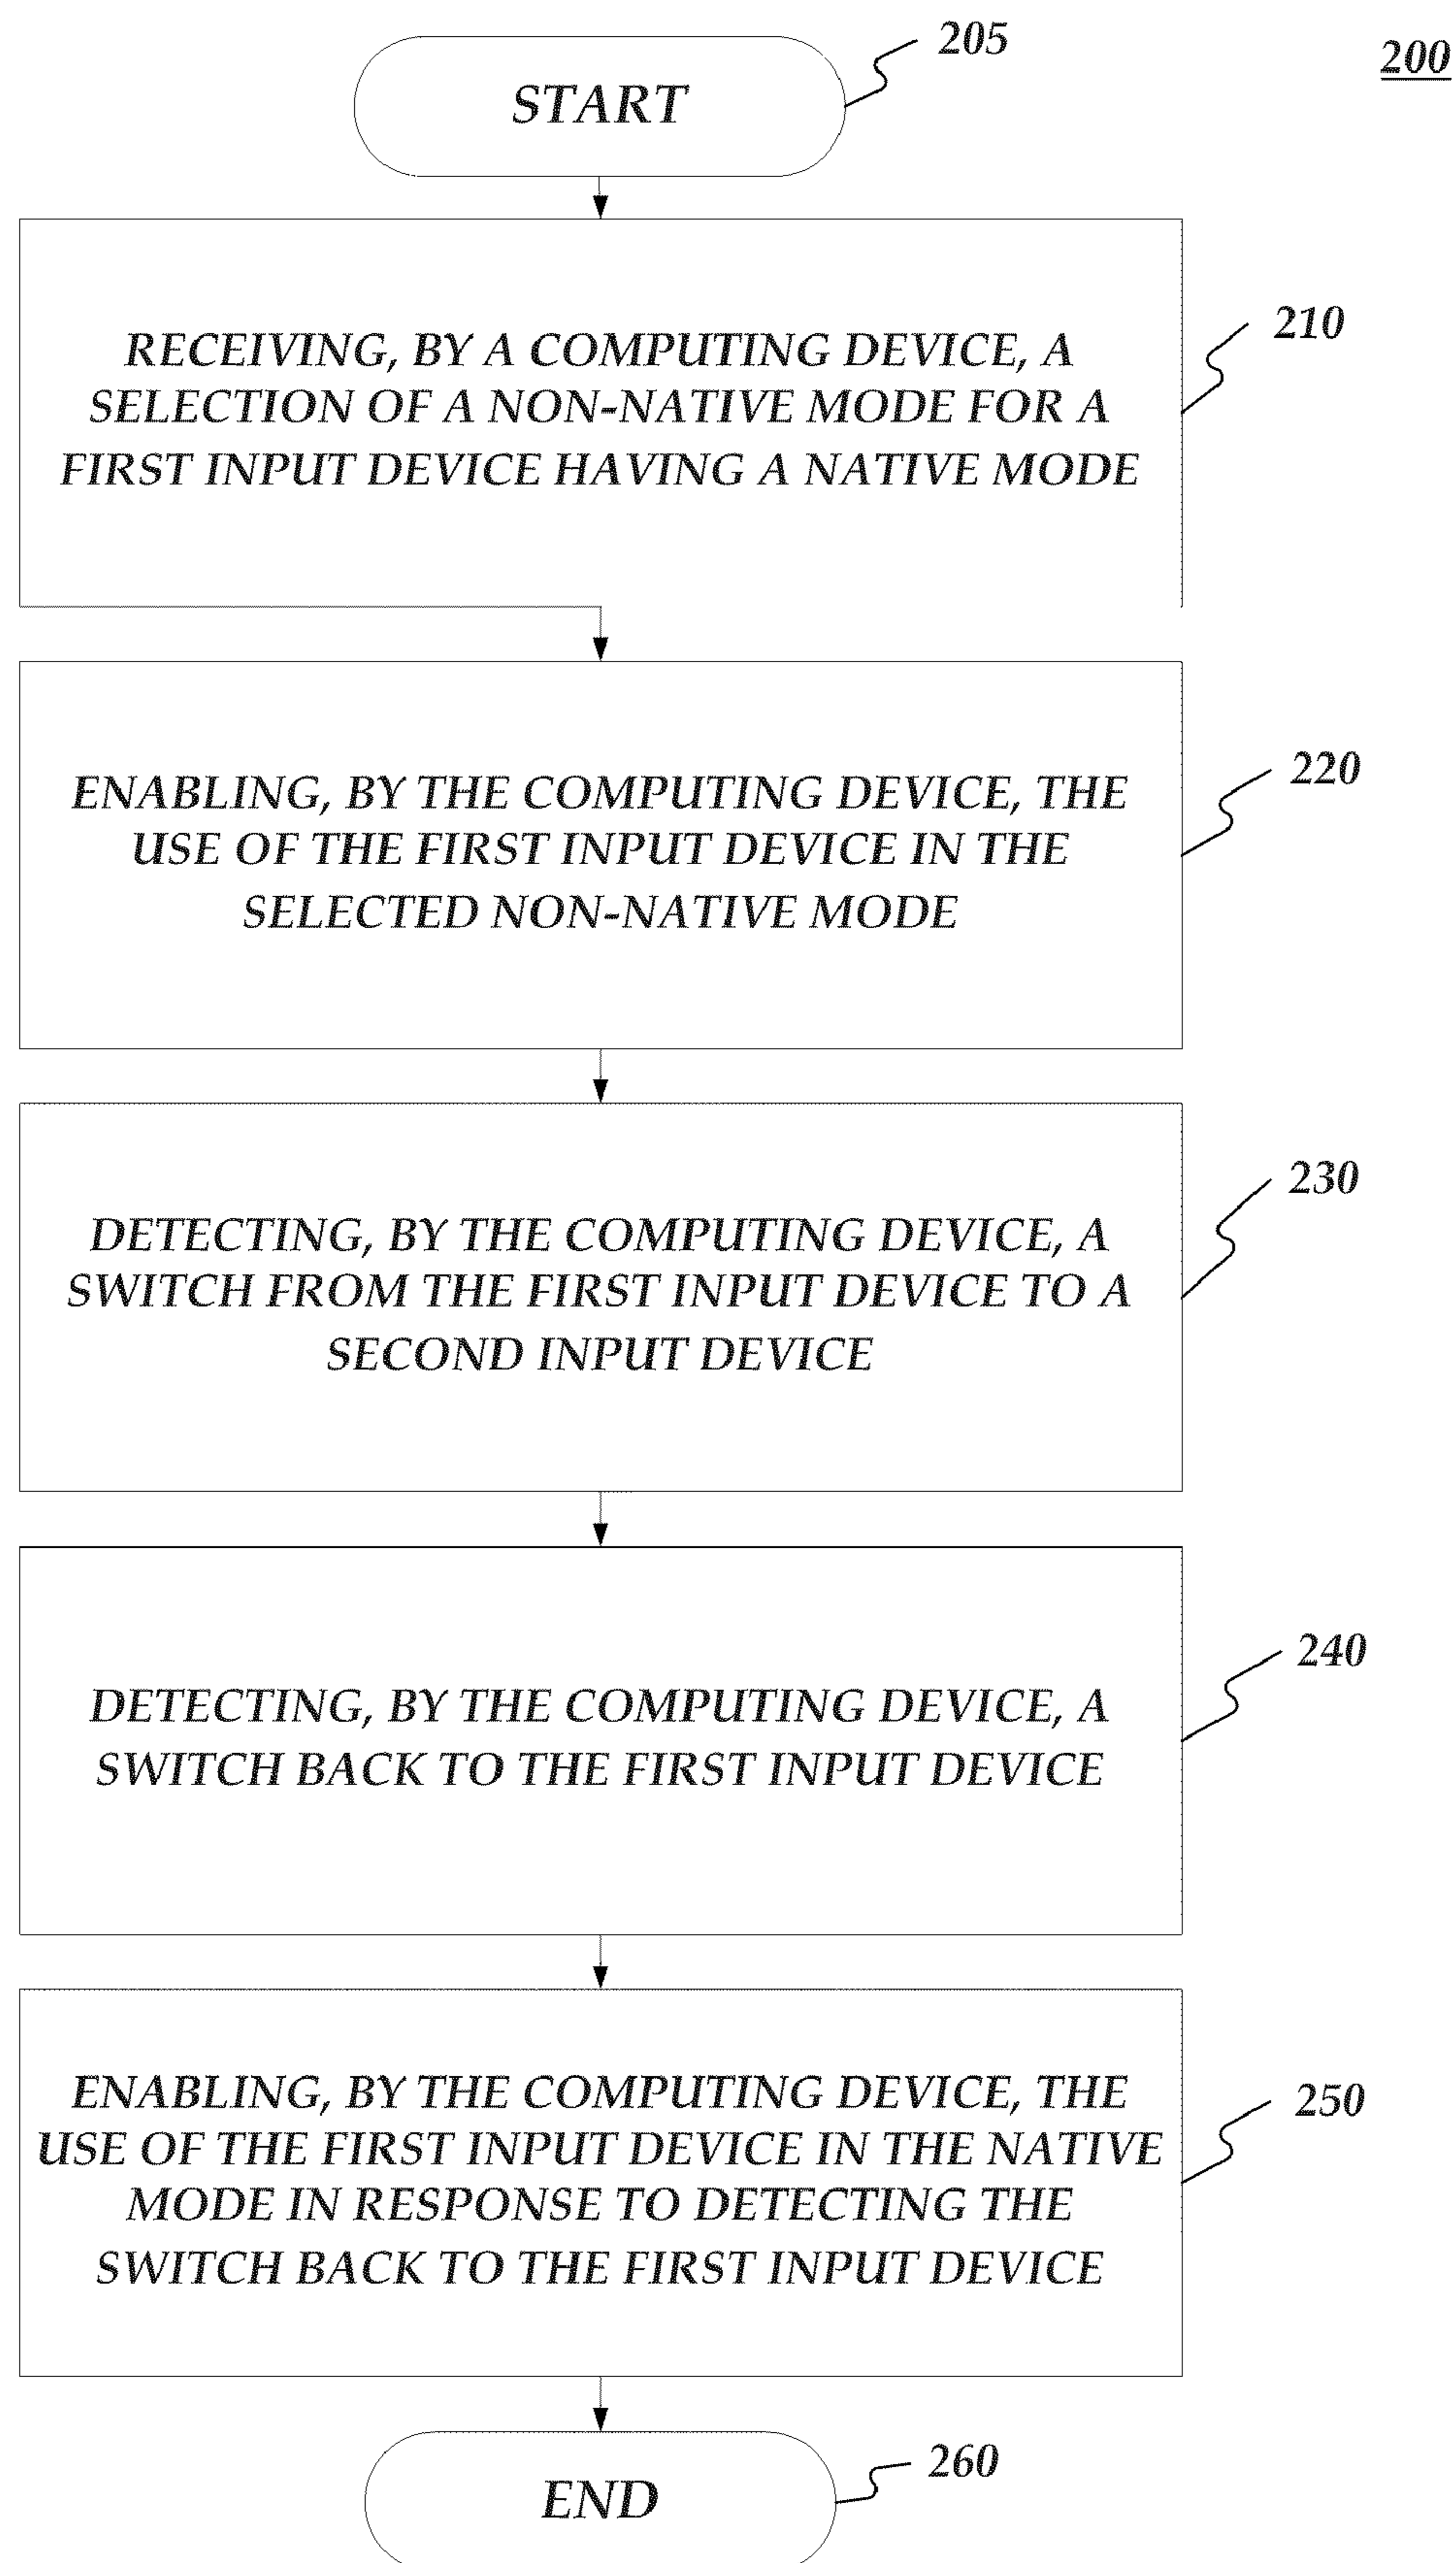 205
200
START
RECEIVING, BY A COMPUTING DEVICE, A
SELECTION OF A NON-NATIVE MODE FOR A
FIRST INPUT DEVICE HAVING A NATIVE MODE
210
ENABLING, BY THE COMPUTING DEVICE, THE
USE OF THE FIRST INPUT DEVICE IN THE
SELECTED NON-NATIVE MODE
220
DETECTING, BY THE COMPUTING DEVICE, A
SWITCH FROM THE FIRST INPUT DEVICE TO A
SECOND INPUT DEVICE
230
DETECTING, BY THE COMPUTING DEVICE, A
SWITCH BACK TO THE FIRST INPUT DEVICE
240
ENABLING, BY THE COMPUTING DEVICE, THE
USE OF THE FIRST INPUT DEVICE IN THE NATIVE
MODE IN RESPONSE TO DETECTING THE
SWITCH BACK TO THE FIRST INPUT DEVICE
250
END
260